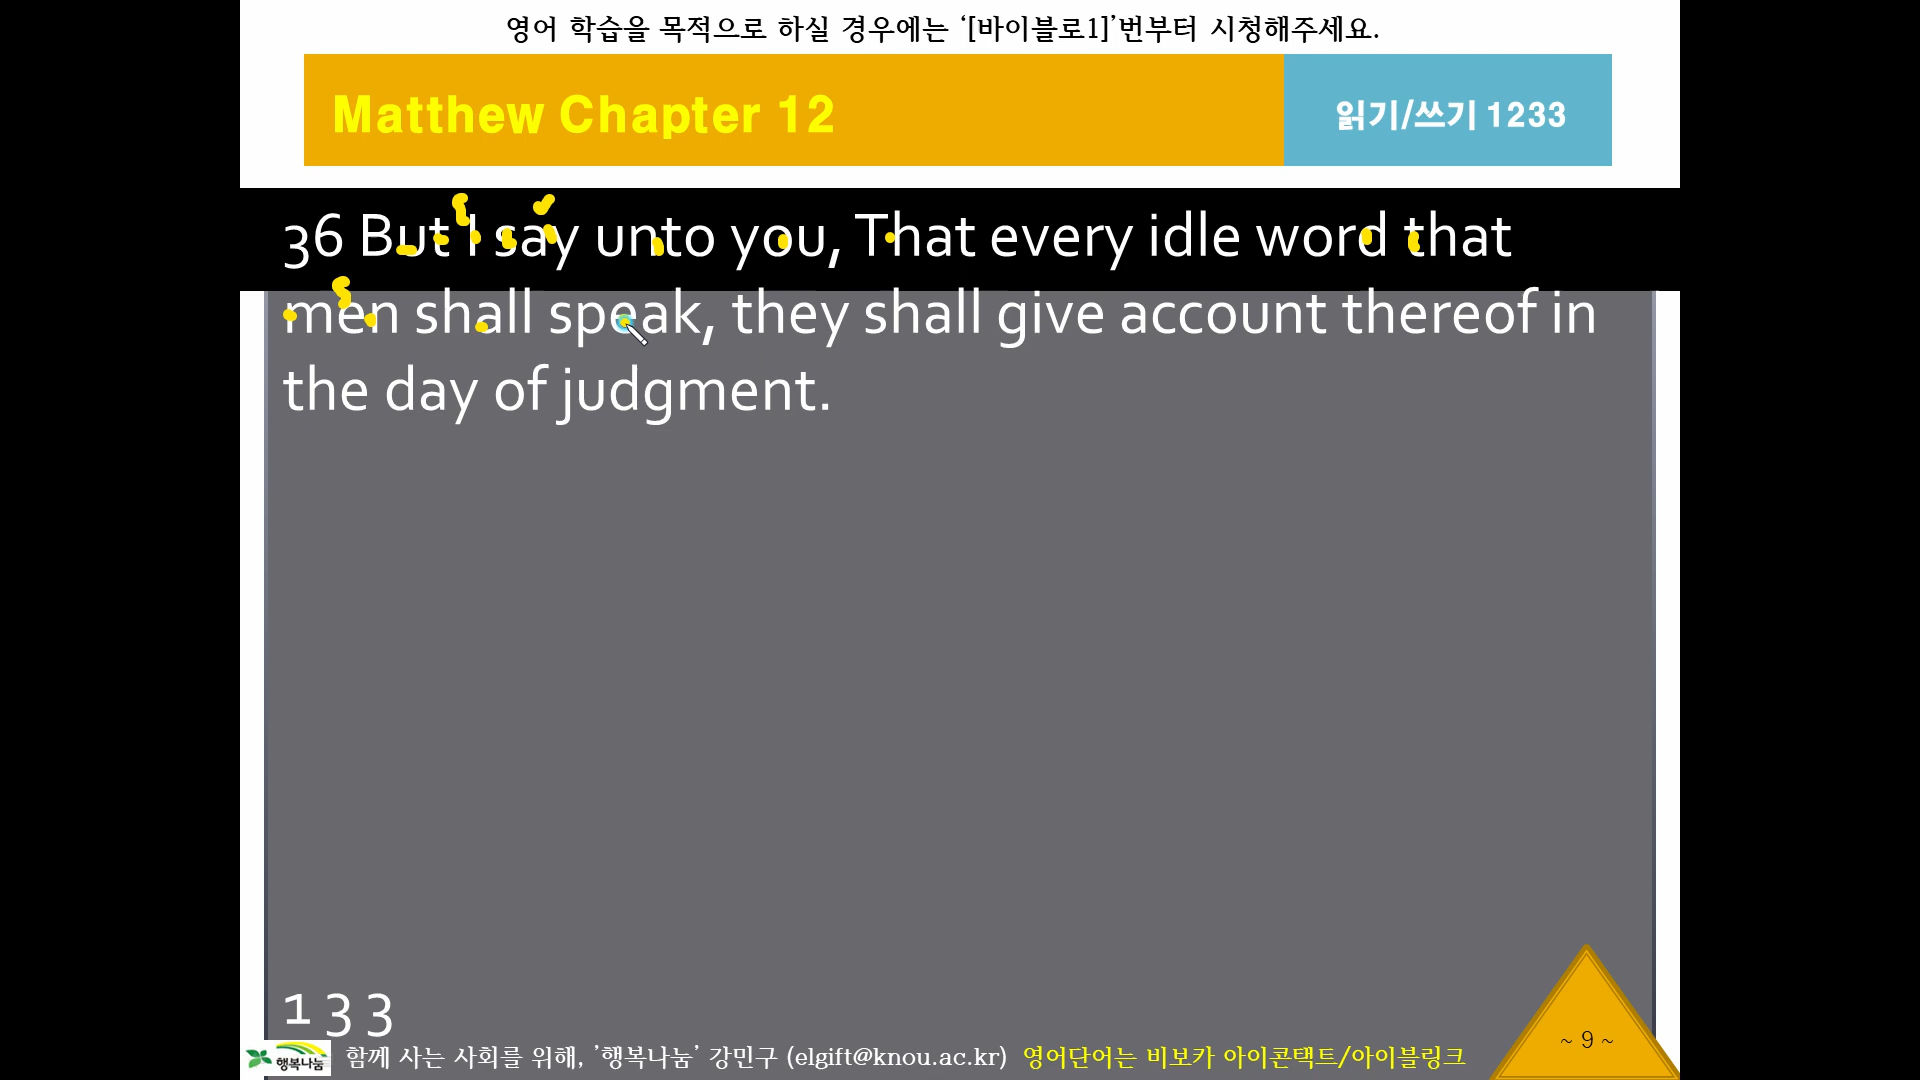 영어 학습을 목적으로 하실 경우에는 ‘[바이블로1]’번부터 시청해주세요.
Matthew Chapter 12
읽기/쓰기 1233
36 But I say unto you, That every idle word that
men shall speak, they shall give account thereof in
the day of judgment.
1 3 3
행복나눔
함께 사는 사회를 위해, ’행복나눔’ 강민구 (elgift@knou.ac.kr) 영어단어는 비보카 아이콘택트/아이블링크
~ 9 ~